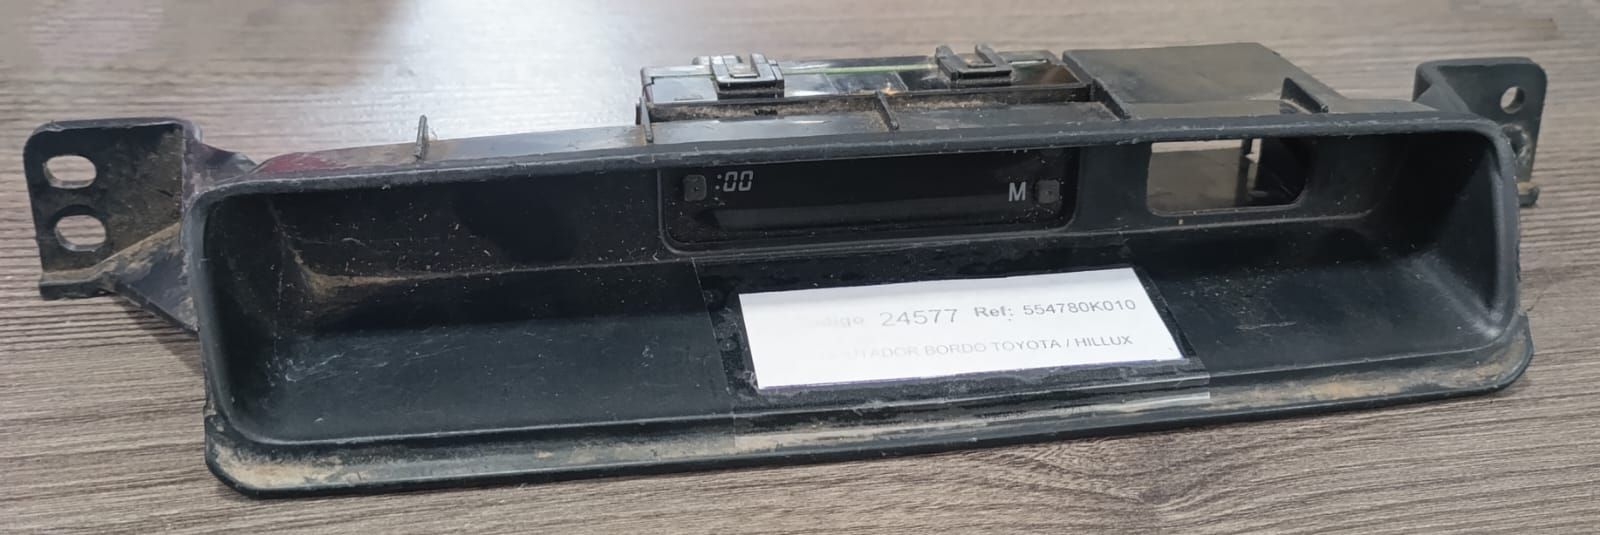 :00 M
24577 Ref: 554780K010
BORDO TOYOTA / HILLUX